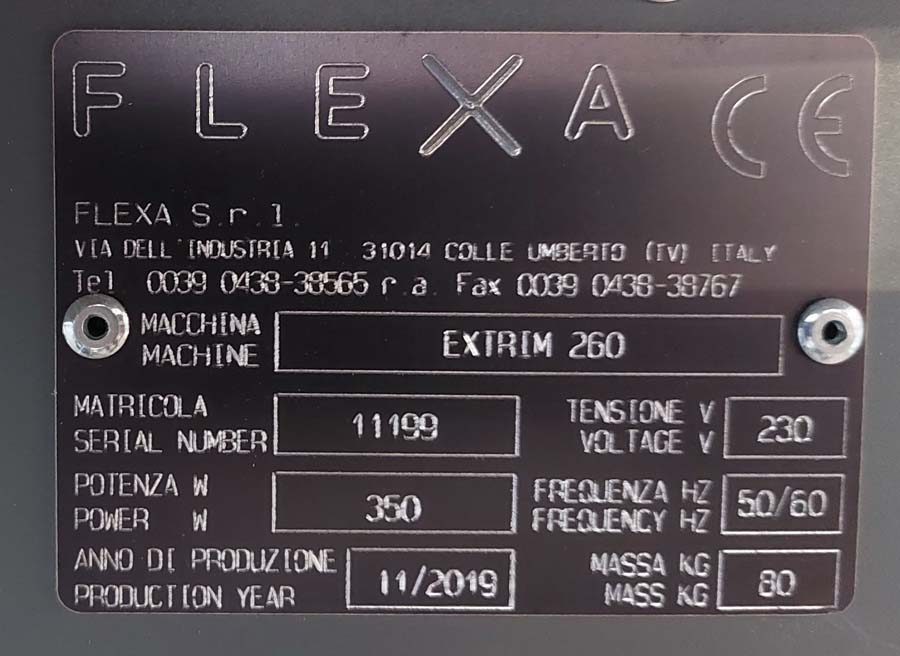 FLEXA CE
FLEXA S.r.l.
VIA DELL'INDUSTRIA 11 31014 COLLE UMBERTO (TV) ITALY
Tel 0039 0438-38565 r.a. Fax 0039 0438-38767
MACCHINA
MACHINE
EXTRIM 260
MATRICOLA
SERIAL NUMBER
11199
TENSIONE V
VOLTAGE V
230
POTENZA W
POWER W
350
FREQUENZA HZ
FREQUENCY HZ
50/60
ANNO DI PRODUZIONE
PRODUCTION YEAR
11/2019
MASSA KG
MASS KG
80